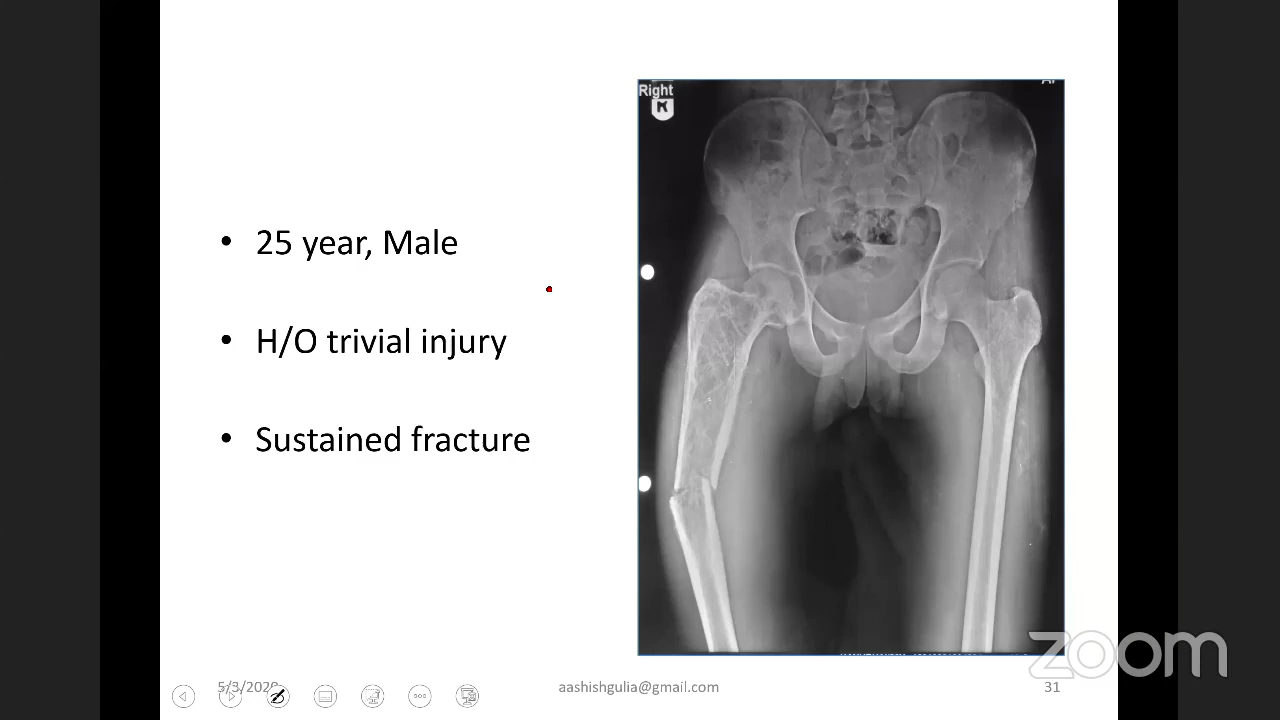 • 25 year, Male
• H/O trivial injury
• Sustained fracture
Right
R
zoom
aashishgulia@gmail.com
31